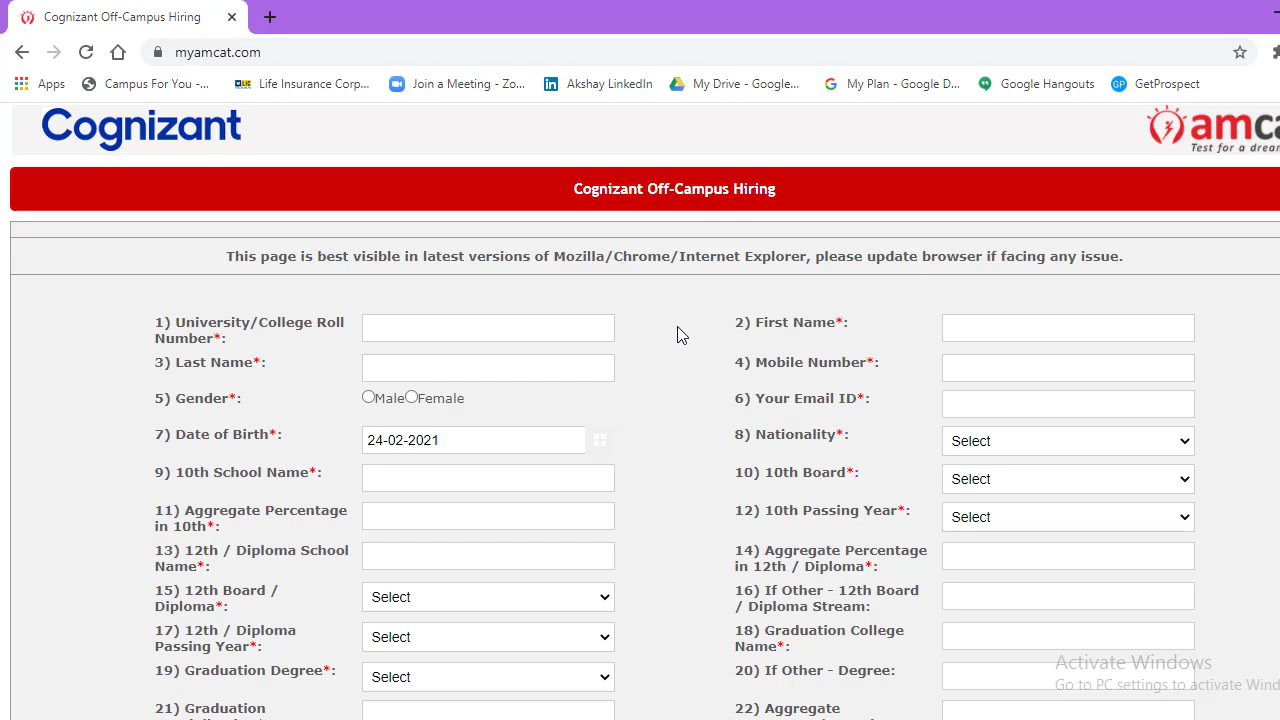 Cognizant Off-Campus Hiring
myamcat.com
Apps Campus For You -... LIC Life Insurance Corp... Join a Meeting - Zo... in Akshay LinkedIn My Drive - Google... G My Plan - Google D... Google Hangouts GP GetProspect
Cognizant
Test for a
Cognizant Off-Campus Hiring
This page is best visible in latest versions of Mozilla/Chrome/Internet Explorer, please update browser if facing any issue.
1) University/College Roll
Number*:
2) First Name*:
3) Last Name*:
4) Mobile Number*:
5) Gender*: Male Female
6) Your Email ID*:
7) Date of Birth*: 24-02-2021
8) Nationality*: Select
9) 10th School Name*:
10) 10th Board*: Select
11) Aggregate Percentage
in 10th*:
12) 10th Passing Year*: Select
13) 12th / Diploma School
Name*:
14) Aggregate Percentage
in 12th / Diploma*:
15) 12th Board /
Diploma*: Select
16) If Other - 12th Board
/ Diploma Stream:
17) 12th / Diploma
Passing Year*: Select
18) Graduation College
Name*:
19) Graduation Degree*: Select
20) If Other - Degree:
21) Graduation
22) Aggregate
Activate Windows
Go to PC settings to activate